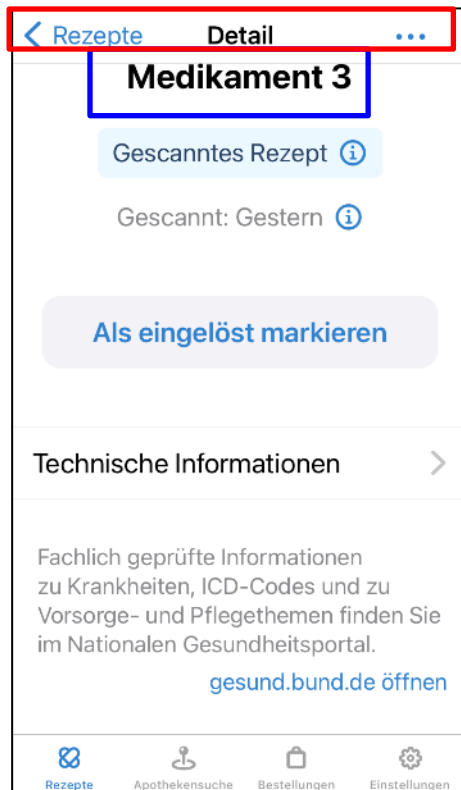 Rezepte Detail ...
Medikament 3
Gescanntes Rezept
Gescannt: Gestern
Als eingelöst markieren
Technische Informationen
Fachlich geprüfte Informationen
zu Krankheiten, ICD-Codes und zu
Vorsorge- und Pflegethemen finden Sie
im Nationalen Gesundheitsportal.
gesund.bund.de öffnen
Rezepte Apothekensuche Bestellungen Einstellungen